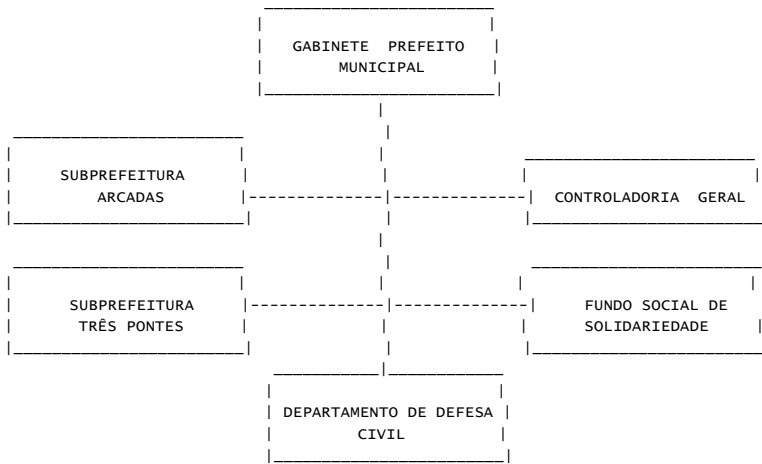 GABINETE PREFEITO
MUNICIPAL
SUBPREFEITURA
ARCADAS
CONTROLADORIA GERAL
SUBPREFEITURA
TRÊS PONTES
FUNDO SOCIAL DE
SOLIDARIEDADE
DEPARTAMENTO DE DEFESA
CIVIL